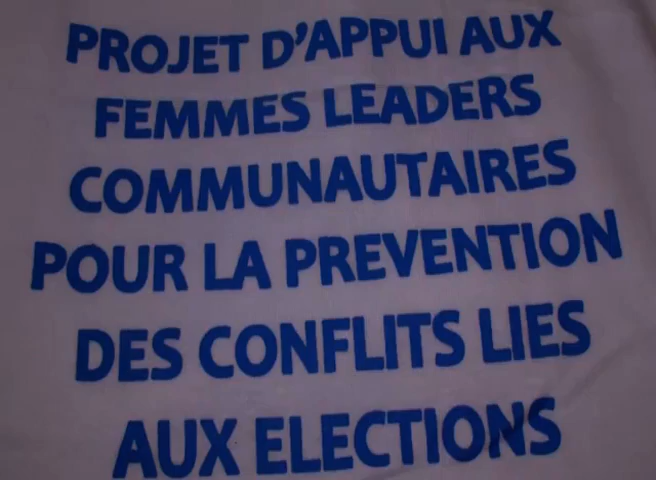 PROJET D'APPUI AUX
FEMMES LEADERS
COMMUNAUTAIRES
POUR LA PREVENTION
DES CONFLITS LIES
AUX ELECTIONS